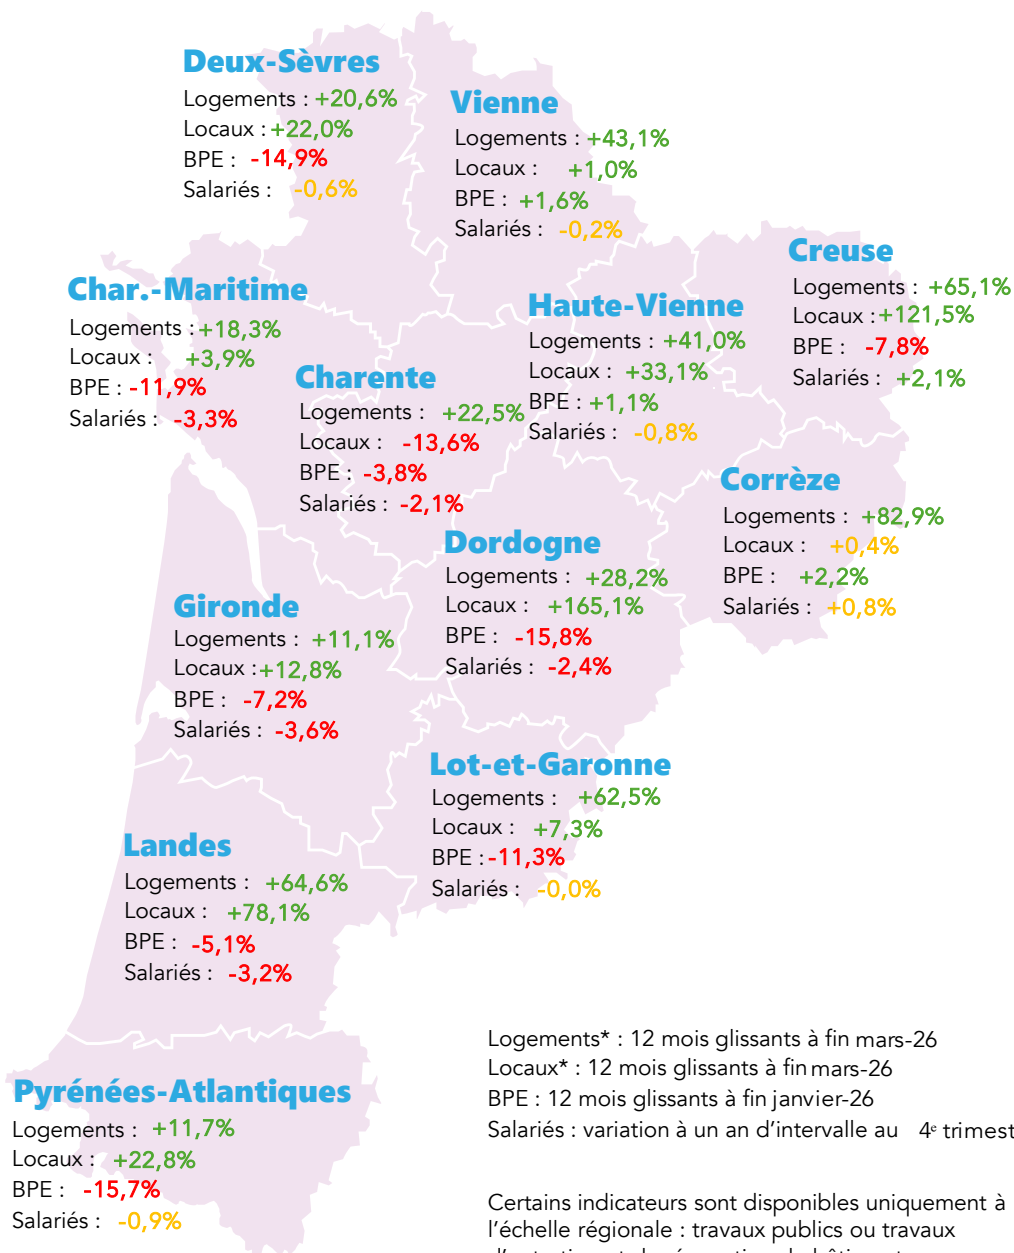 Deux-Sèvres
Logements : +20,6%
Locaux : +22,0%
BPE : -14,9%
Salariés : -0,6%
Vienne
Logements : +43,1%
Locaux : +1,0%
BPE : +1,6%
Salariés : -0,2%
Creuse
Logements : +65,1%
Locaux : +121,5%
BPE : -7,8%
Salariés : +2,1%
Char.-Maritime
Logements : +18,3%
Locaux : +3,9%
BPE : -11,9%
Salariés : -3,3%
Haute-Vienne
Logements : +41,0%
Locaux : +33,1%
BPE : +1,1%
Salariés : -0,8%
Charente
Logements : +22,5%
Locaux : -13,6%
BPE : -3,8%
Salariés : -2,1%
Corrèze
Logements : +82,9%
Locaux : +0,4%
BPE : +2,2%
Salariés : +0,8%
Dordogne
Logements : +28,2%
Locaux : +165,1%
BPE : -15,8%
Salariés : -2,4%
Gironde
Logements : +11,1%
Locaux : +12,8%
BPE : -7,2%
Salariés : -3,6%
Lot-et-Garonne
Logements : +62,5%
Locaux : +7,3%
BPE : -11,3%
Salariés : -0,0%
Landes
Logements : +64,6%
Locaux : +78,1%
BPE : -5,1%
Salariés : -3,2%
Pyrénées-Atlantiques
Logements : +11,7%
Locaux : +22,8%
BPE : -15,7%
Salariés : -0,9%
Logements* : 12 mois glissants à fin mars-26
Locaux* : 12 mois glissants à fin mars-26
BPE : 12 mois glissants à fin janvier-26
Salariés : variation à un an d'intervalle au 4e trimest
Certains indicateurs sont disponibles uniquement à
l'échelle régionale : travaux publics ou travaux